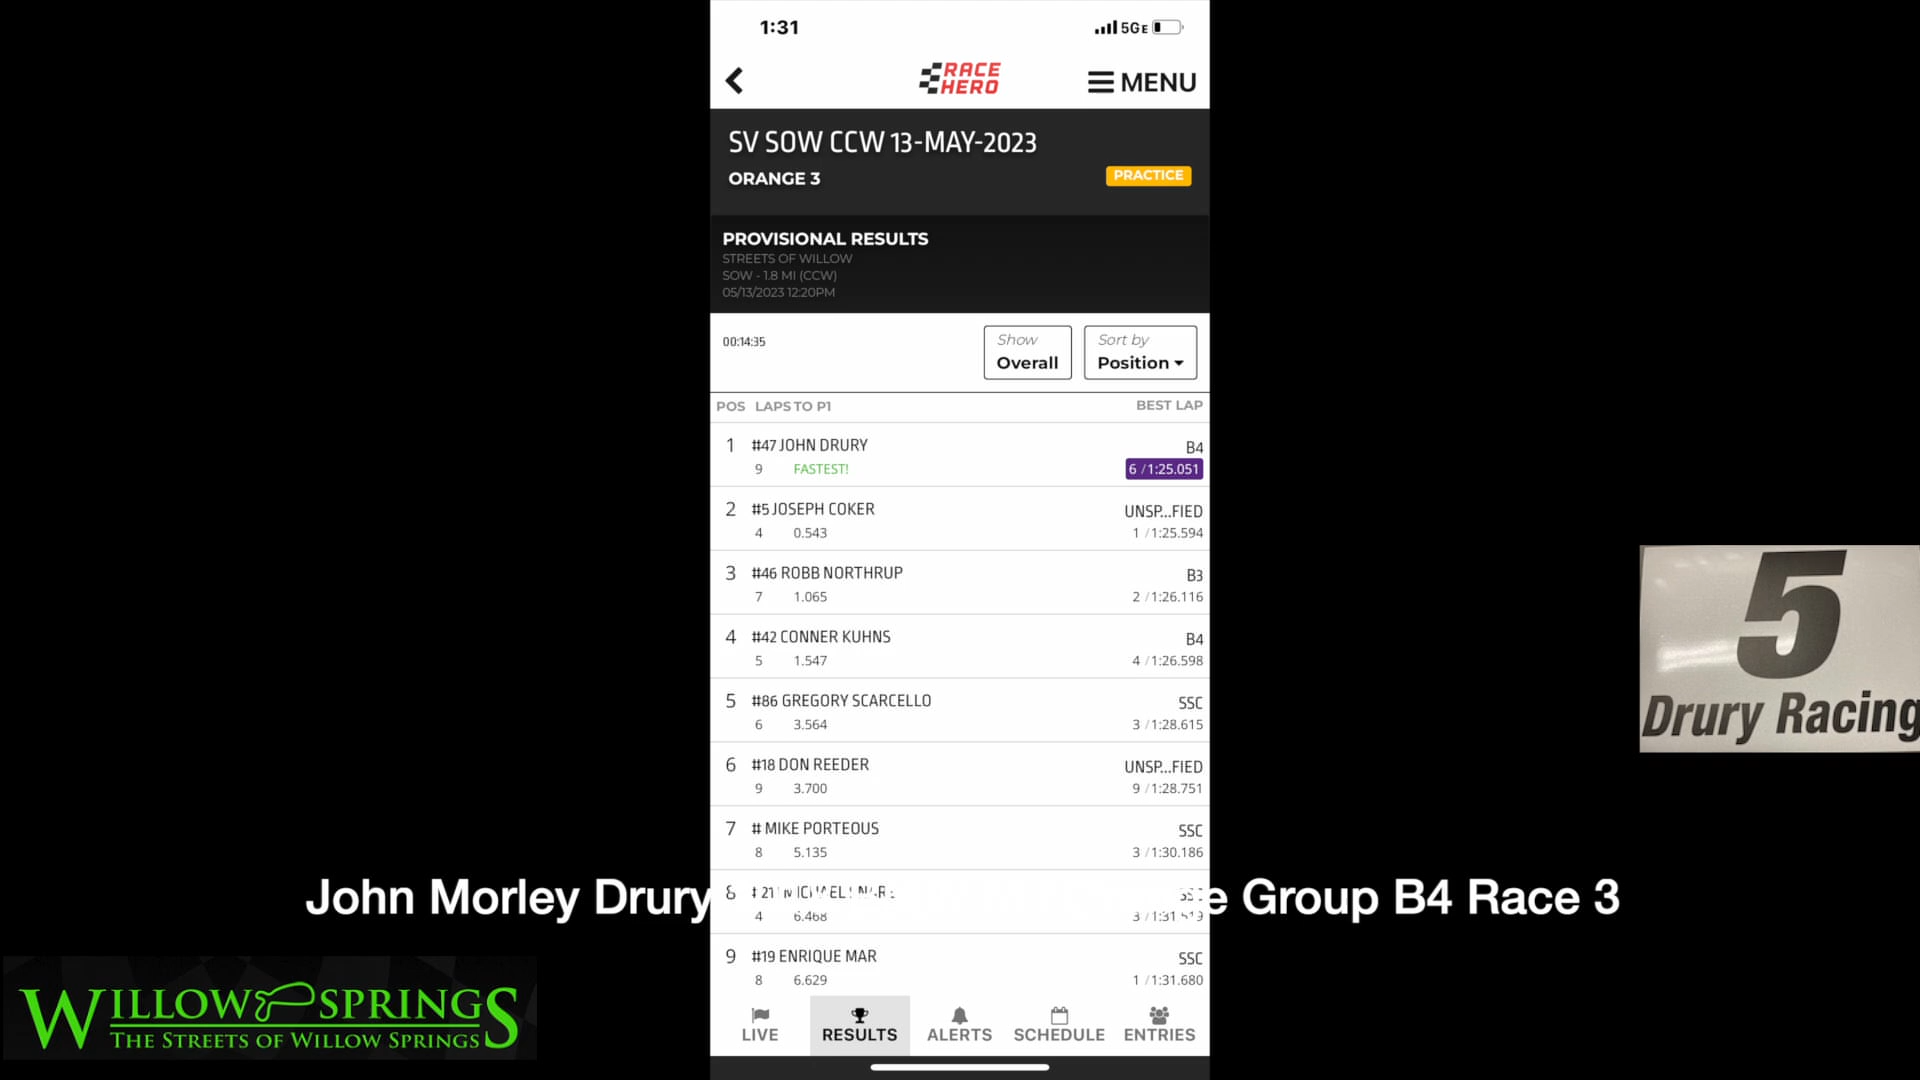 1:31
5GE
RACE
HERO
MENU
SV SOW CCW 13-MAY-2023
ORANGE 3
PRACTICE
PROVISIONAL RESULTS
STREETS OF WILLOW
SOW - 1.8 MI (CCW)
05/13/2023 12:20PM
00:14:35
Show
Overall
Sort by
Position
POS LAPS TO P1 BEST LAP
1 #47 JOHN DRURY B4
9 FASTEST! 6 / 1:25.051
2 #5 JOSEPH COKER UNSP...FIED
4 0.543 1 / 1:25.594
3 #46 ROBB NORTHRUP B3
7 1.065 2 / 1:26.116
4 #42 CONNER KUHNS B4
5 1.547 4 / 1:26.598
5 #86 GREGORY SCARCELLO SSC
6 3.564 3 / 1:28.615
6 #18 DON REEDER UNSP...FIED
9 3.700 9 / 1:28.751
7 # MIKE PORTEOUS SSC
8 5.135 3 / 1:30.186
8
4 6.468
John Morley Drury Group B4 Race 3
9 #19 ENRIQUE MAR SSC
8 6.629 1 / 1:31.680
LIVE RESULTS ALERTS SCHEDULE ENTRIES
5
Drury Racing
WILLOW SPRINGS
THE STREETS OF WILLOW SPRINGS